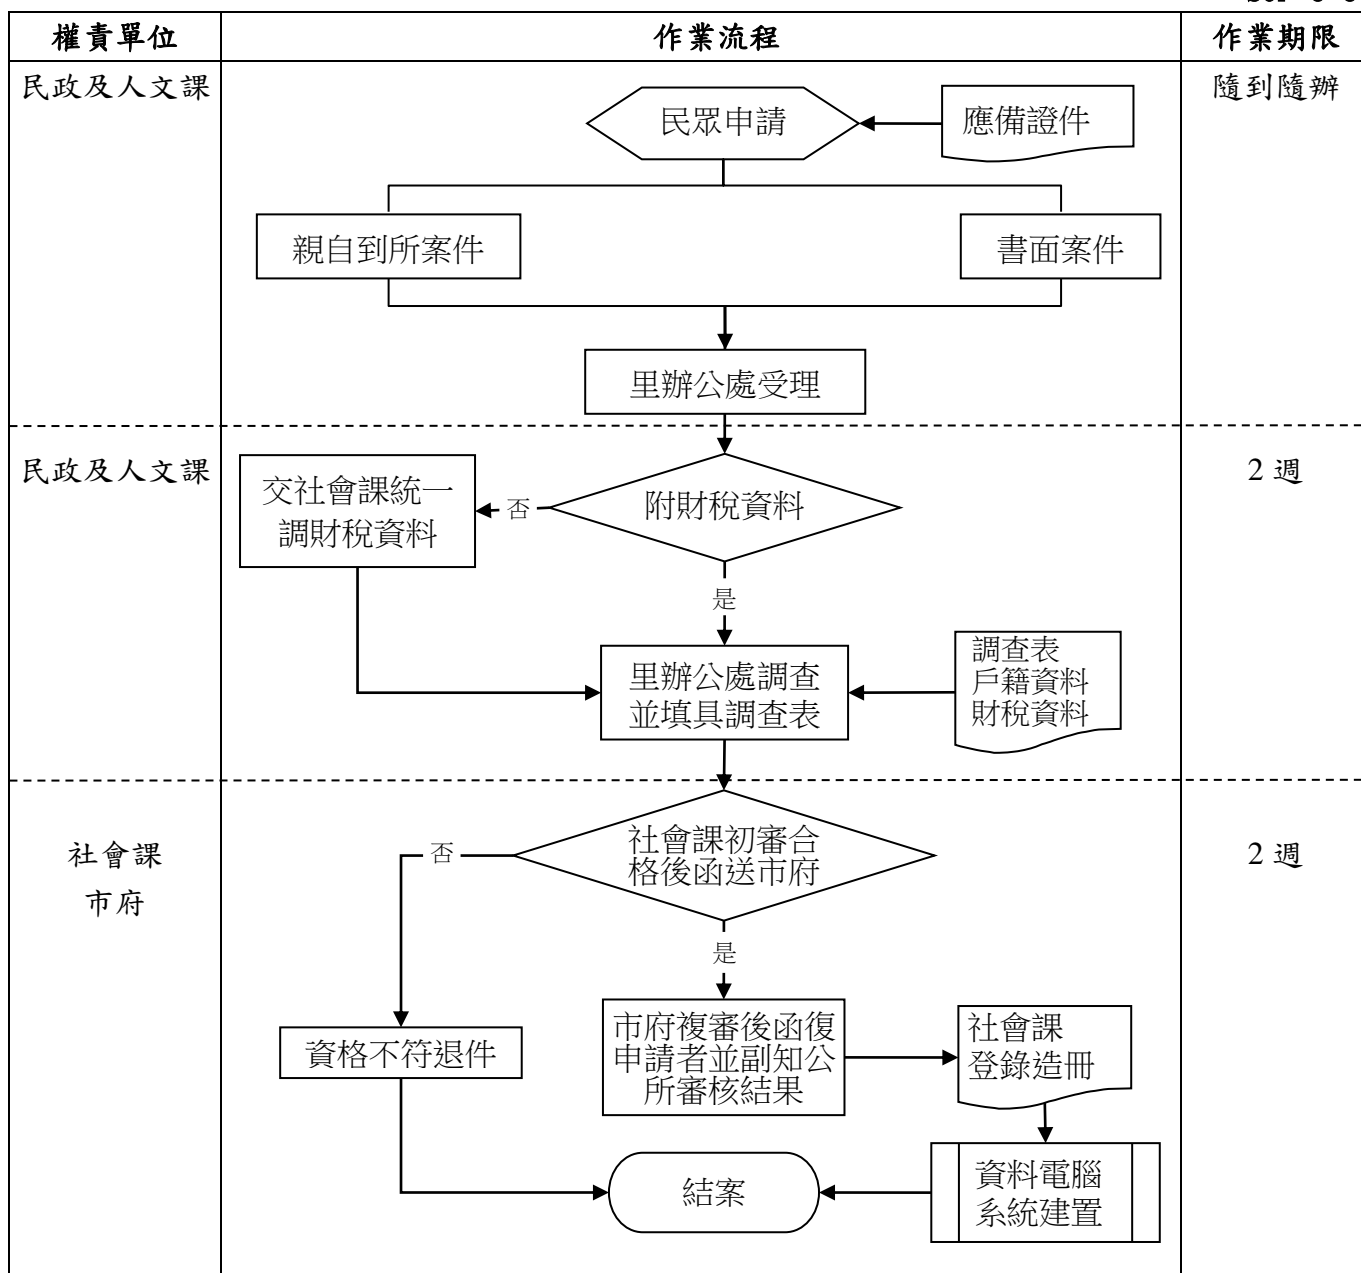 權責單位
作業流程
作業期限
民政及人文課
隨到隨辦
民眾申請
應備證件
親自到所案件
書面案件
里辦公處受理
民政及人文課
2 週
交社會課統一
調財稅資料
否
附財稅資料
是
里辦公處調查
並填具調查表
調查表
戶籍資料
財稅資料
社會課
市府
2 週
否
社會課初審合
格後函送市府
是
資格不符退件
市府複審後函復
申請者並副知公
所審核結果
社會課
登錄造冊
結案
資料電腦
系統建置